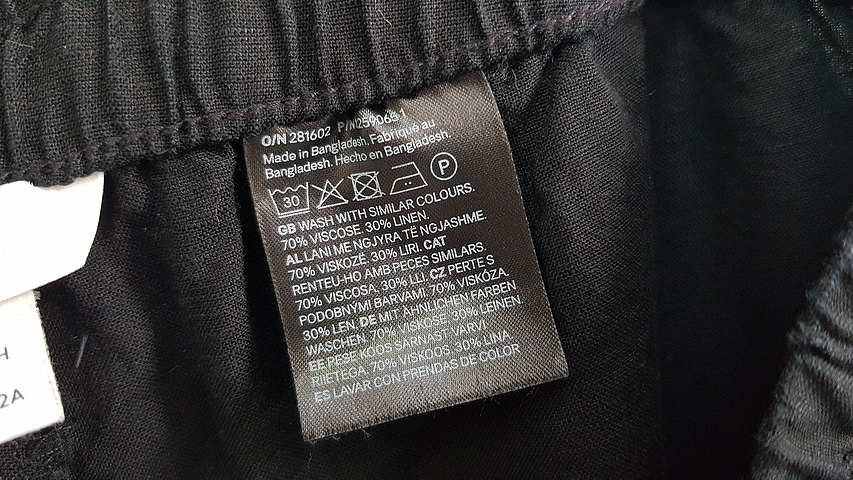 O/N 281602 P/N 259068 1
Made in Bangladesh. Fabriqué au
Bangladesh. Hecho en Bangladesh.
30 P
GB WASH WITH SIMILAR COLOURS.
70% VISCOSE. 30% LINEN.
AL LANI ME NGJYRA TË NGJASHME.
70% VISKOZË. 30% LIRI. CAT
RENTEU-HO AMB PECES SIMILARS.
70% VISCOSA. 30% LLI. CZ PERTE S
PODOBNÝMI BARVAMI. 70% VISKÓZA.
30% LEN. DE MIT ÄHNLICHEN FARBEN
WASCHEN. 70% VISKOSE. 30% LEINEN.
EE PESE KOOS SARNAST VÄRVI
RIIETEGA. 70% VISKOOS. 30% LINA
ES LAVAR CON PRENDAS DE COLOR
H
2A